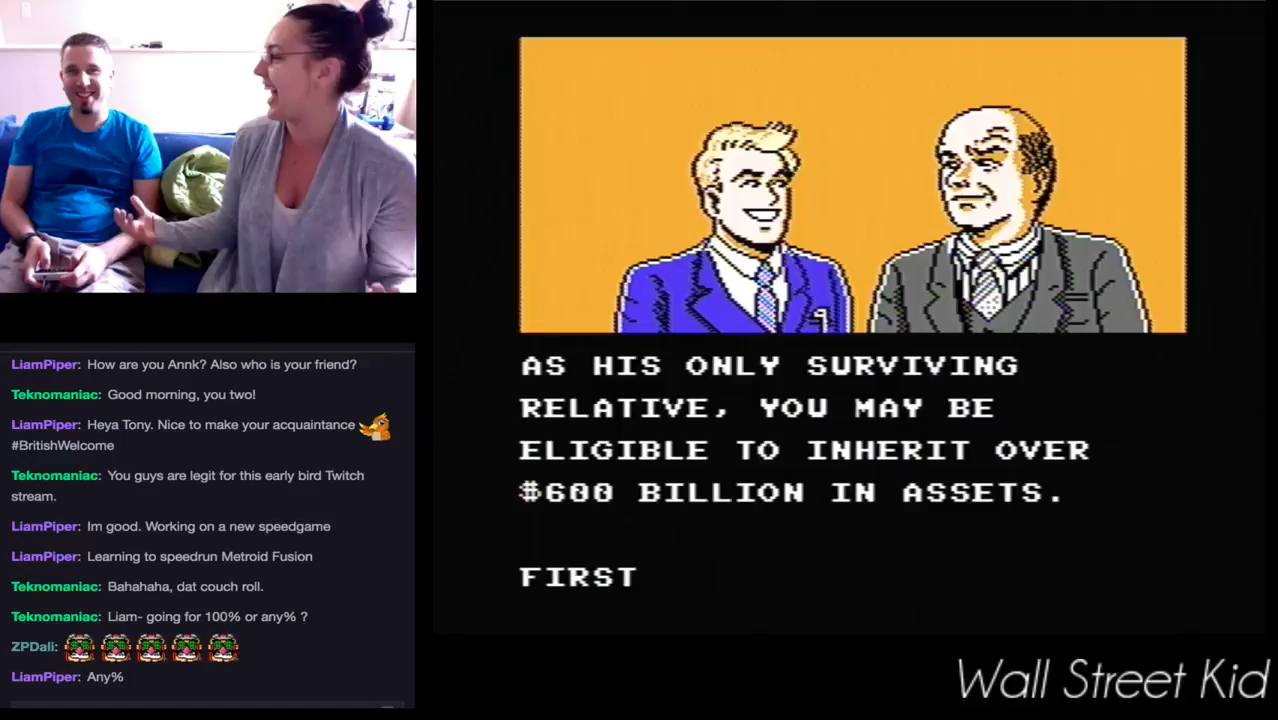 LiamPiper: How are you Annk? Also who is your friend?
Teknomaniac: Good morning, you two!
LiamPiper: Heya Tony. Nice to make your acquaintance
#BritishWelcome
Teknomaniac: You guys are legit for this early bird Twitch
stream.
LiamPiper: Im good. Working on a new speedgame
LiamPiper: Learning to speedrun Metroid Fusion
Teknomaniac: Bahahaha, dat couch roll.
Teknomaniac: Liam- going for 100% or any% ?
ZPDali:
LiamPiper: Any%
AS HIS ONLY SURVIVING
RELATIVE, YOU MAY BE
ELIGIBLE TO INHERIT OVER
$600 BILLION IN ASSETS.
FIRST
Wall Street Kid